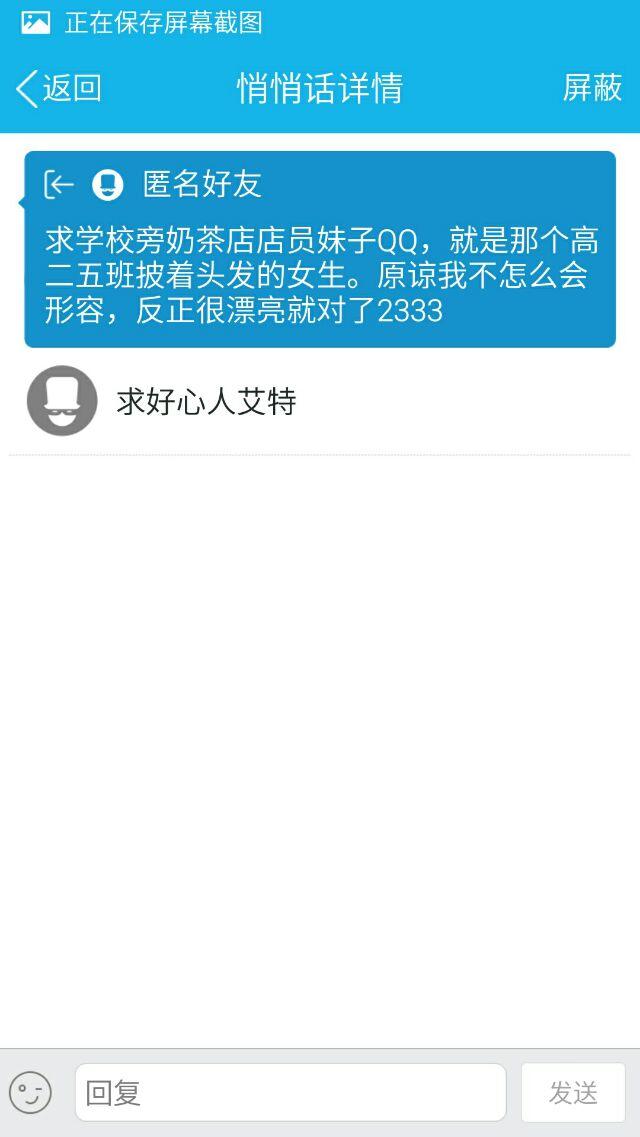 正在保存屏幕截图
返回 悄悄话详情 屏蔽
匿名好友
求学校旁奶茶店店员妹子QQ，就是那个高
二五班披着头发的女生。原谅我不怎么会
形容，反正很漂亮就对了2333
求好心人艾特
回复 发送